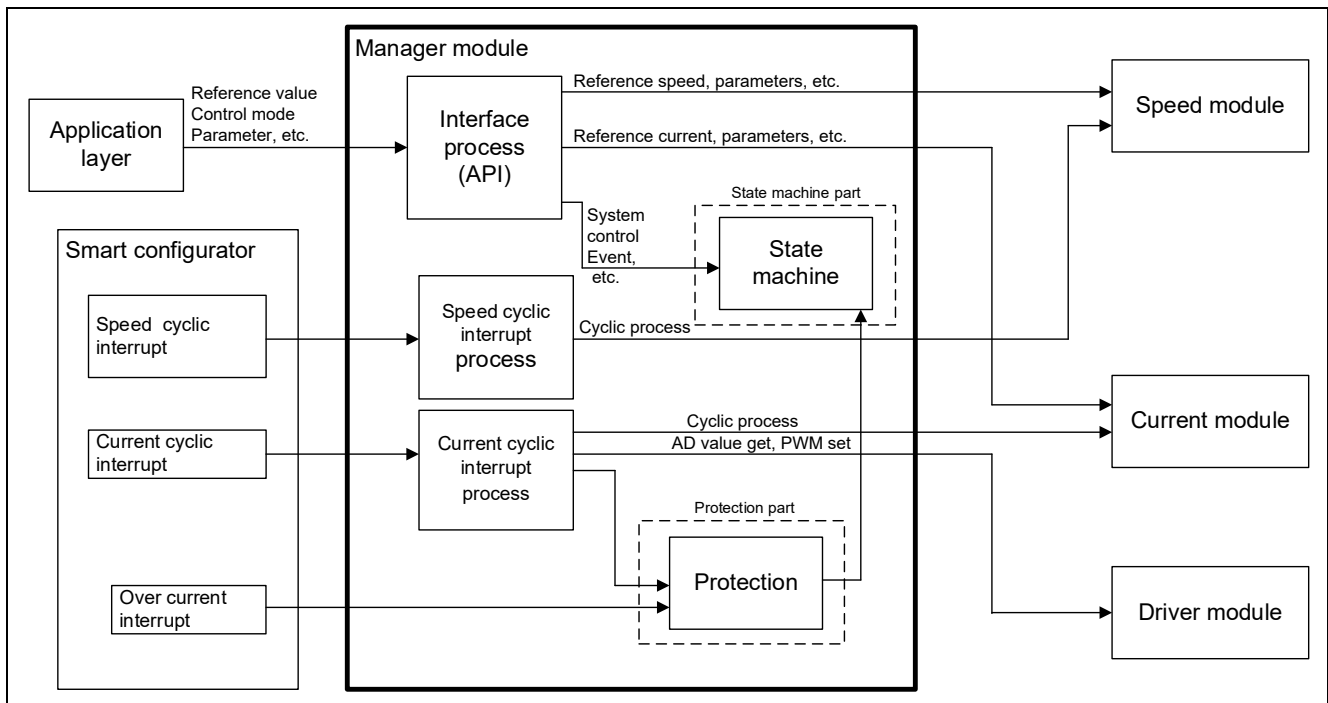 Manager module
Reference value
Control mode
Parameter, etc.
Application
layer
Interface
process
(API)
Reference speed, parameters, etc.
Reference current, parameters, etc.
Speed module
System
control
Event,
etc.
State machine part
State
machine
Smart configurator
Speed cyclic
interrupt
Speed cyclic
interrupt
process
Cyclic process
Current cyclic
interrupt
Current cyclic
interrupt
process
Cyclic process
AD value get, PWM set
Current module
Protection part
Protection
Over current
interrupt
Driver module